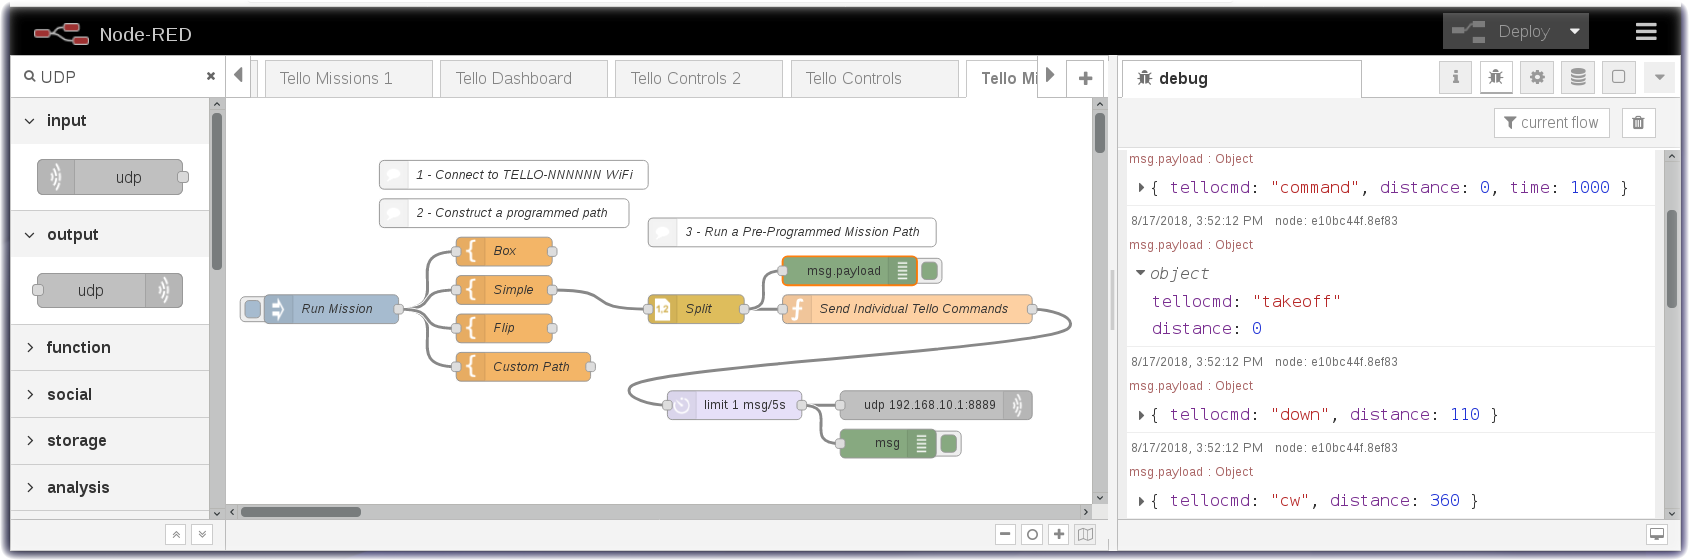 Node-RED
Deploy
UDP
Tello Missions 1
Tello Dashboard
Tello Controls 2
Tello Controls
Tello Mi
debug
input
udp
output
udp
function
social
storage
analysis
1 - Connect to TELLO-NNNNNN WiFi
2 - Construct a programmed path
3 - Run a Pre-Programmed Mission Path
Box
Simple
Flip
Custom Path
Run Mission
1,2
Split
msg.payload
Send Individual Tello Commands
limit 1 msg/5s
udp 192.168.10.1:8889
msg
current flow
msg.payload : Object
{ tellocmd: "command", distance: 0, time: 1000 }
8/17/2018, 3:52:12 PM node: e10bc44f.8ef83
msg.payload : Object
object
tellocmd: "takeoff"
distance: 0
8/17/2018, 3:52:12 PM node: e10bc44f.8ef83
msg.payload : Object
{ tellocmd: "down", distance: 110 }
8/17/2018, 3:52:12 PM node: e10bc44f.8ef83
msg.payload : Object
{ tellocmd: "cw", distance: 360 }